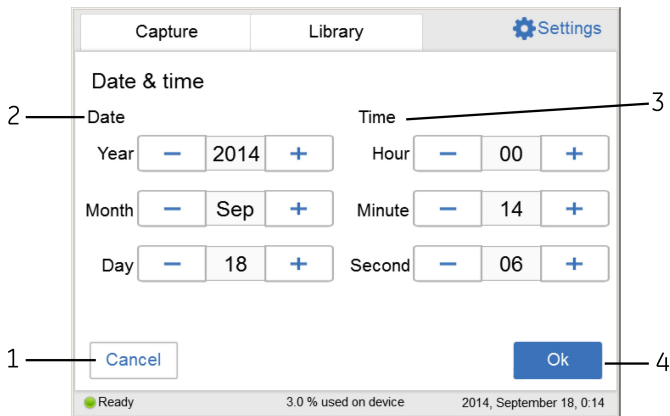 Capture Library Settings
Date & time
2 Date Time 3
Year − 2014 + Hour − 00 +
Month − Sep + Minute − 14 +
Day − 18 + Second − 06 +
1 Cancel Ok 4
Ready 3.0 % used on device 2014, September 18, 0:14